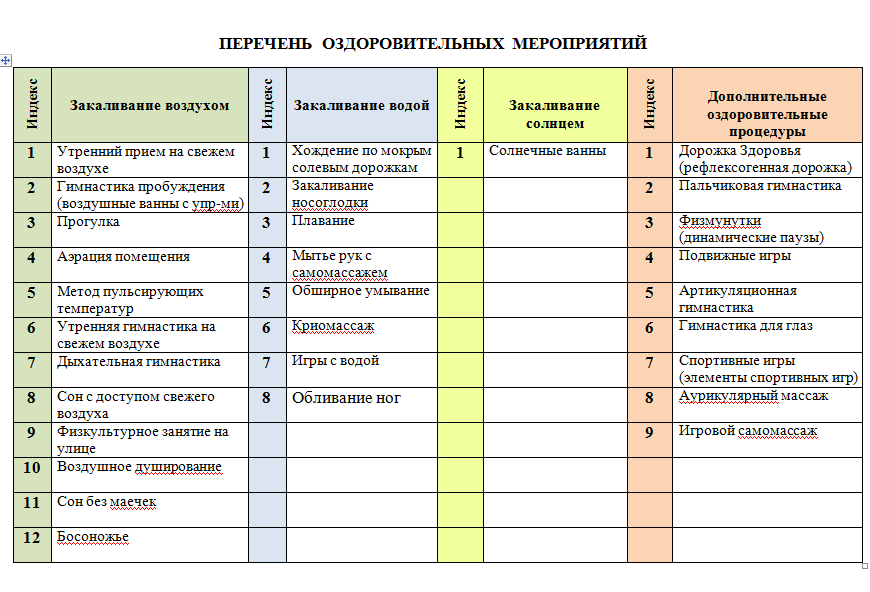 ПЕРЕЧЕНЬ ОЗДОРОВИТЕЛЬНЫХ МЕРОПРИЯТИЙ
Индекс
Закаливание воздухом
Индекс
Закаливание водой
Индекс
Закаливание
солнцем
Индекс
Дополнительные
оздоровительные
процедуры
1
Утренний прием на свежем
воздухе
1
Хождение по мокрым
солевым дорожкам
1
Солнечные ванны
1
Дорожка Здоровья
(рефлексогенная дорожка)
2
Гимнастика пробуждения
(воздушные ванны с упр-ми)
2
Закаливание
носоглодки
2
Пальчиковая гимнастика
3
Прогулка
3
Плавание
3
Физмунутки
(динамические паузы)
4
Аэрация помещения
4
Мытье рук с
самомассажем
4
Подвижные игры
5
Метод пульсирующих
температур
5
Обширное умывание
5
Артикуляционная
гимнастика
6
Утренняя гимнастика на
свежем воздухе
6
Криомассаж
6
Гимнастика для глаз
7
Дыхательная гимнастика
7
Игры с водой
7
Спортивные игры
(элементы спортивных игр)
8
Сон с доступом свежего
воздуха
8
Обливание ног
8
Аурикулярный массаж
9
Физкультурное занятие на
улице
9
Игровой самомассаж
10
Воздушное душирование
11
Сон без маечек
12
Босоножье